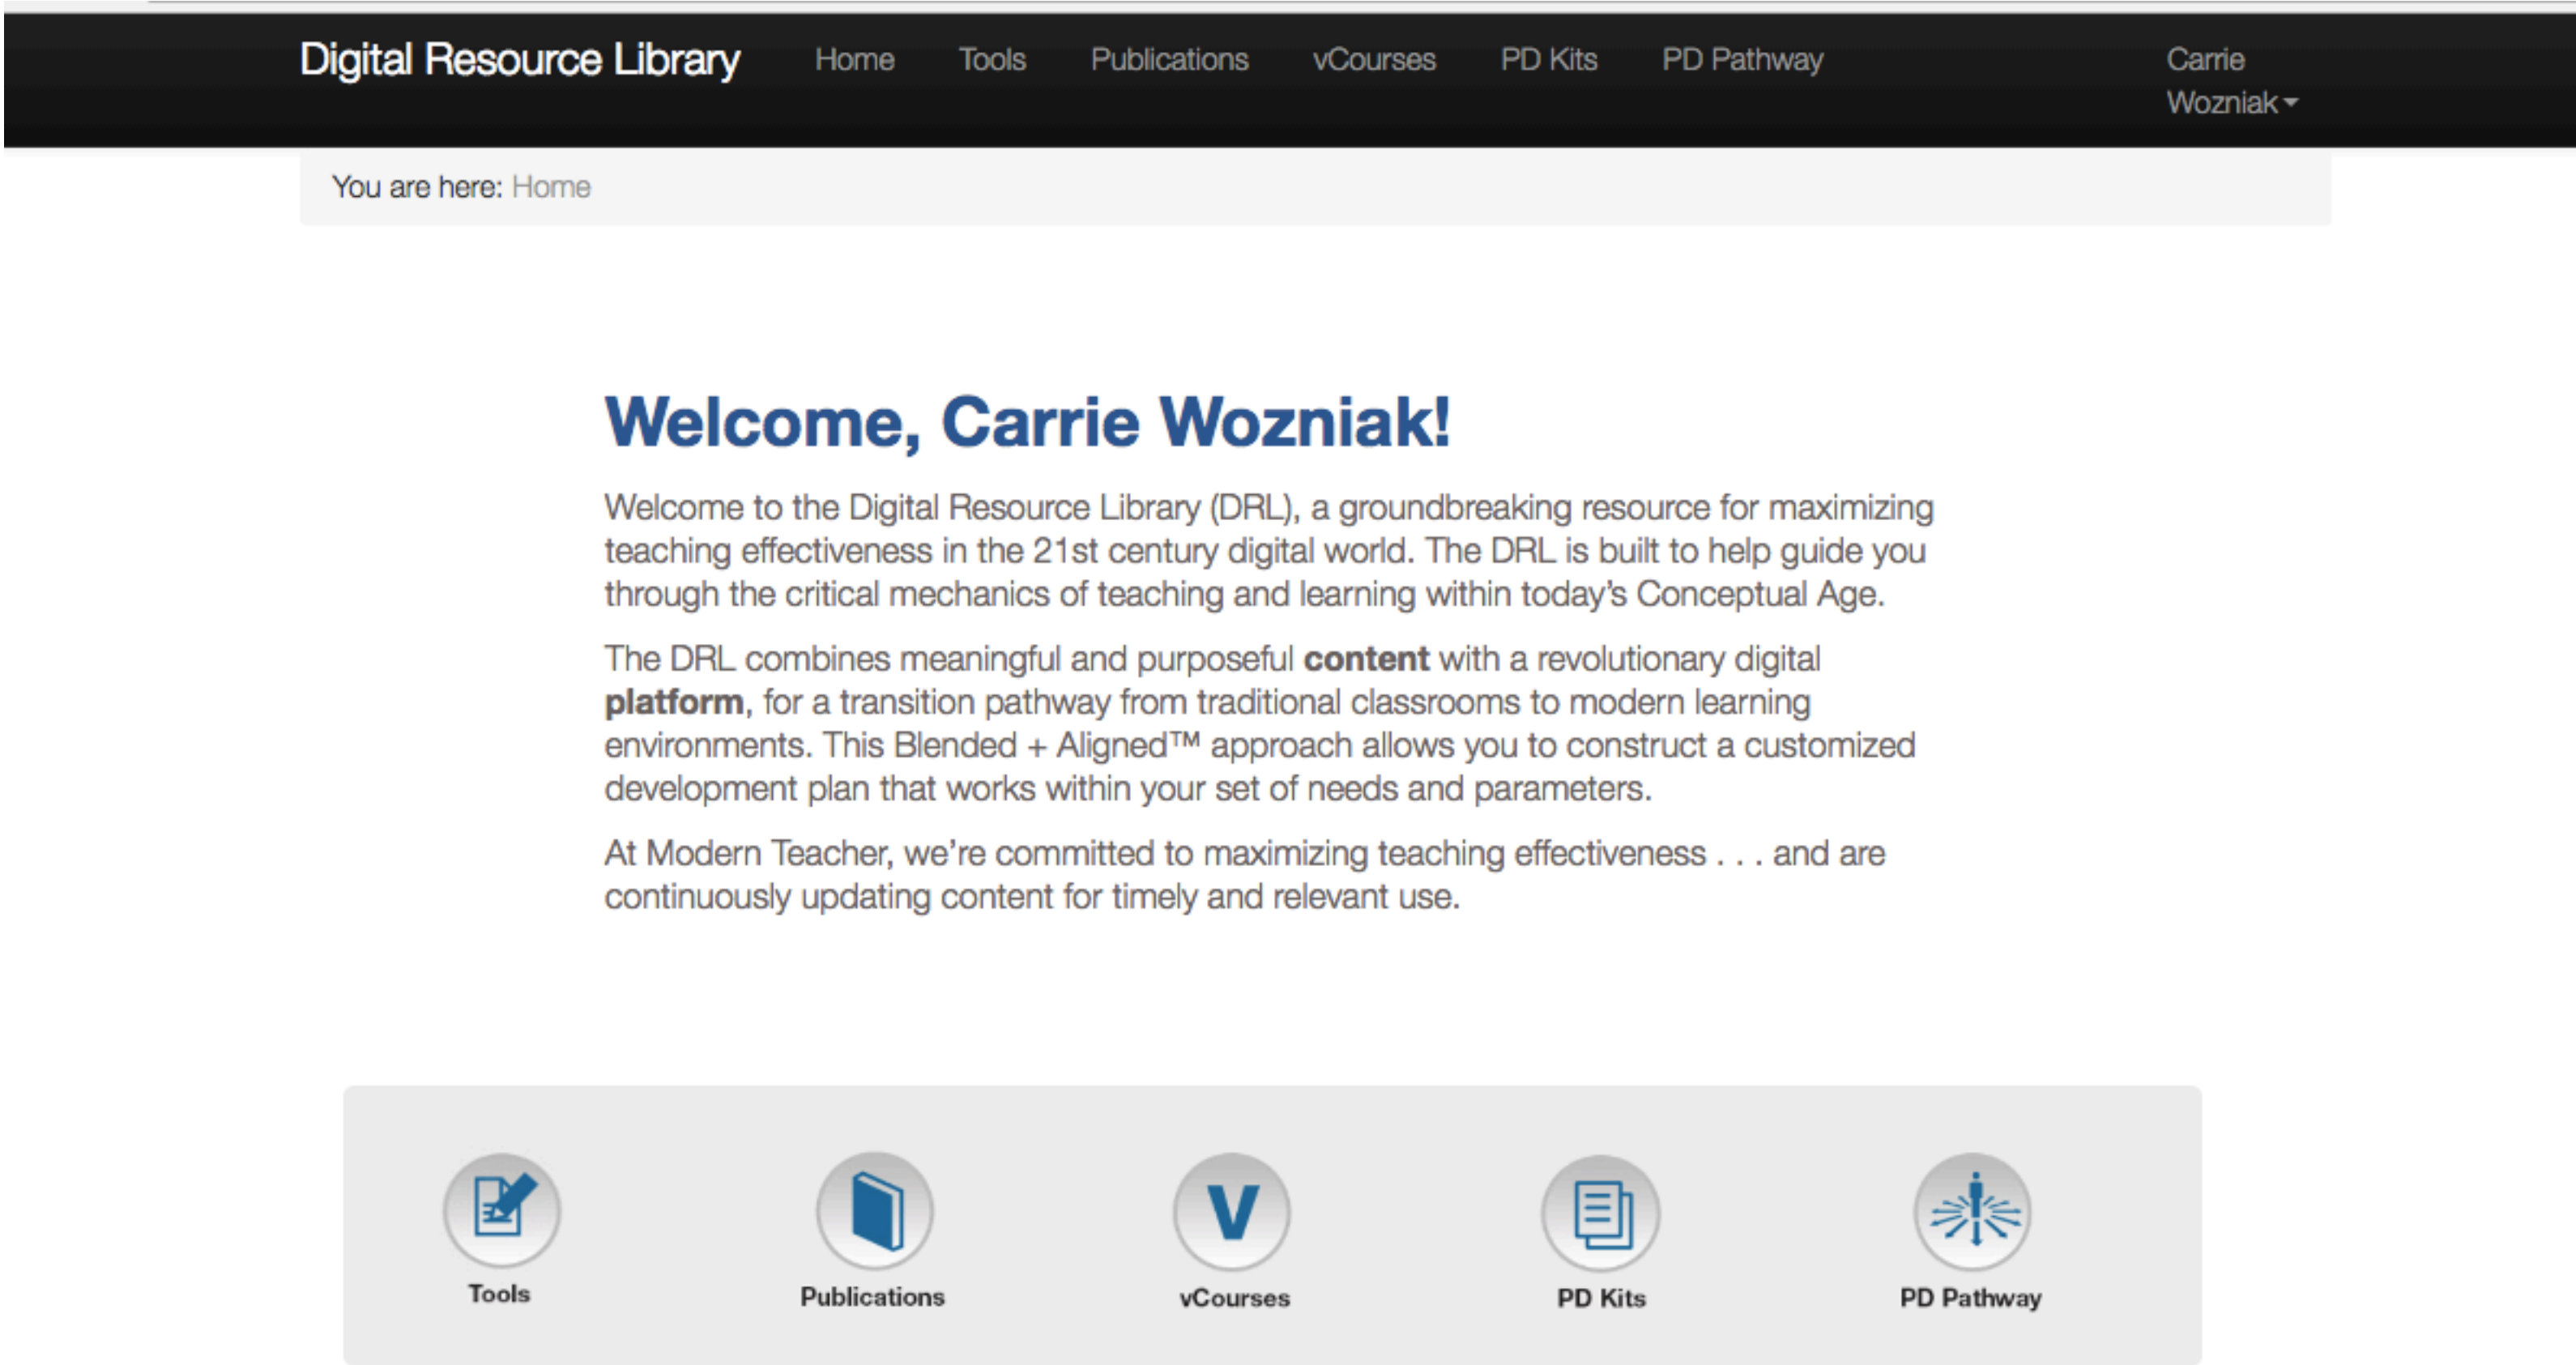 Digital Resource Library Home Tools Publications vCourses PD Kits PD Pathway Carrie
Wozniak
You are here: Home
Welcome, Carrie Wozniak!
Welcome to the Digital Resource Library (DRL), a groundbreaking resource for maximizing
teaching effectiveness in the 21st century digital world. The DRL is built to help guide you
through the critical mechanics of teaching and learning within today’s Conceptual Age.
The DRL combines meaningful and purposeful content with a revolutionary digital
platform, for a transition pathway from traditional classrooms to modern learning
environments. This Blended + Aligned™ approach allows you to construct a customized
development plan that works within your set of needs and parameters.
At Modern Teacher, we’re committed to maximizing teaching effectiveness . . . and are
continuously updating content for timely and relevant use.
V
Tools Publications vCourses PD Kits PD Pathway